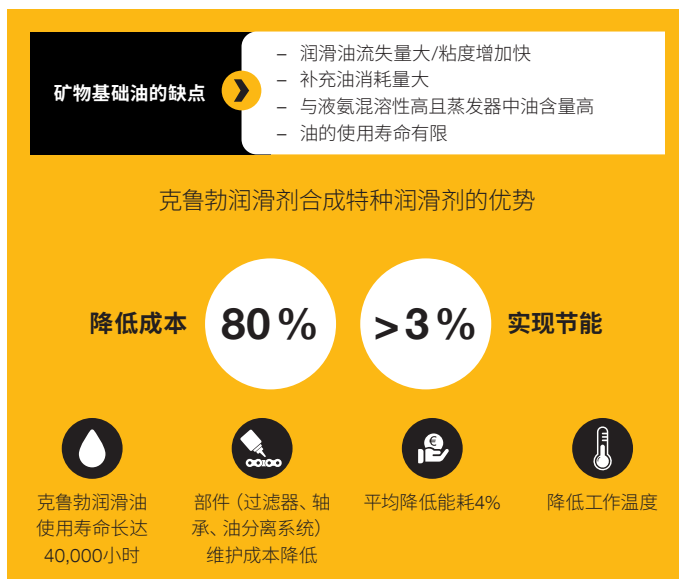 矿物基础油的缺点
– 润滑油流失量大/粘度增加快
– 补充油消耗量大
– 与液氨混溶性高且蒸发器中油含量高
– 油的使用寿命有限
克鲁勃润滑剂合成特种润滑剂的优势
降低成本
80%
>3%
实现节能
克鲁勃润滑油
使用寿命长达
40,000小时
部件(过滤器、轴
承、油分离系统)
维护成本降低
€
平均降低能耗4%
降低工作温度